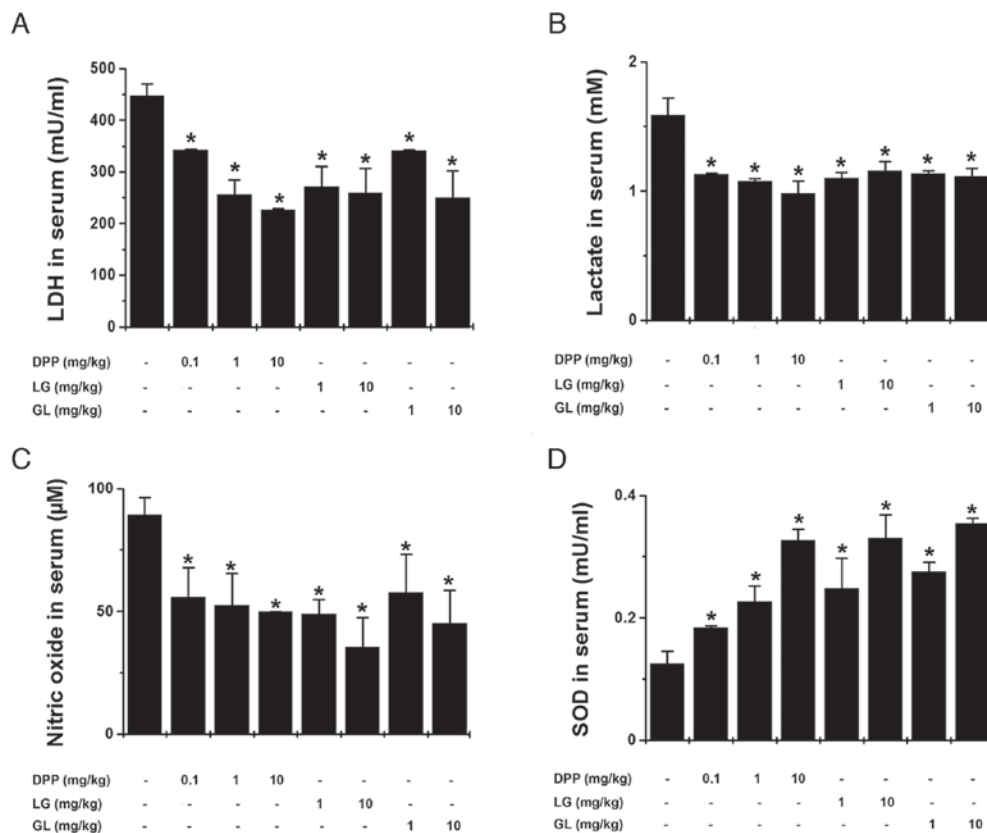 A
LDH in serum (mU/ml)
500
400
300
200
100
0
* * * * * * *
DPP (mg/kg) - 0.1 1 10 - - - -
LG (mg/kg) - - - - 1 10 - -
GL (mg/kg) - - - - - - 1 10
B
Lactate in serum (mM)
2
1
0
* * * * * * *
DPP (mg/kg) - 0.1 1 10 - - - -
LG (mg/kg) - - - - 1 10 - -
GL (mg/kg) - - - - - - 1 10
C
Nitric oxide in serum (µM)
100
50
0
* * * * * * *
DPP (mg/kg) - 0.1 1 10 - - - -
LG (mg/kg) - - - - 1 10 - -
GL (mg/kg) - - - - - - 1 10
D
SOD in serum (mU/ml)
0.4
0.2
0
* * * * * * *
DPP (mg/kg) - 0.1 1 10 - - - -
LG (mg/kg) - - - - 1 10 - -
GL (mg/kg) - - - - - - 1 10